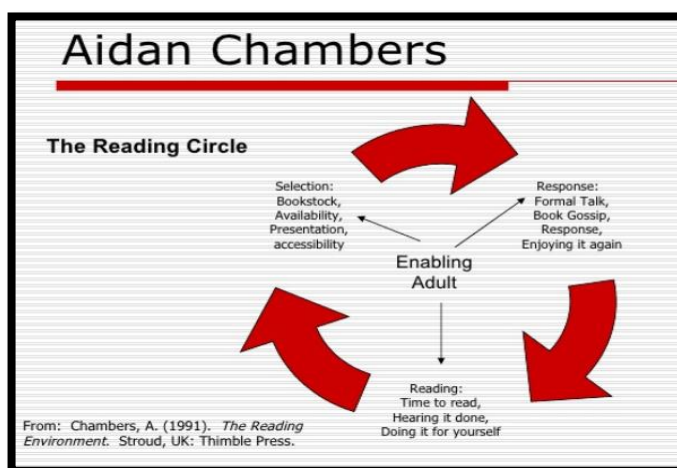 Aidan Chambers
The Reading Circle
Selection:
Bookstock,
Availability,
Presentation,
accessibility
Response:
Formal Talk,
Book Gossip,
Response,
Enjoying it again
Enabling
Adult
Reading:
Time to read,
Hearing it done,
Doing it for yourself
From: Chambers, A. (1991). The Reading
Environment. Stroud, UK: Thimble Press.